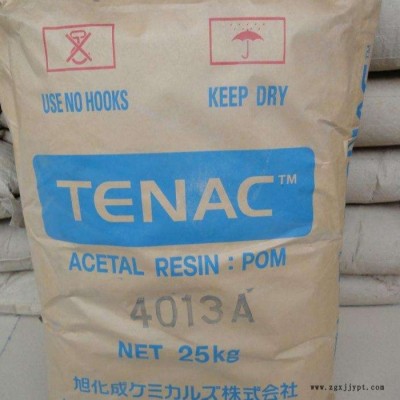 USE NO HOOKS
KEEP DRY
TENAC™
ACETAL RESIN : POM
4013A
NET 25kg
旭化成ケミカルズ株式会社
www.zgxjjypt.com